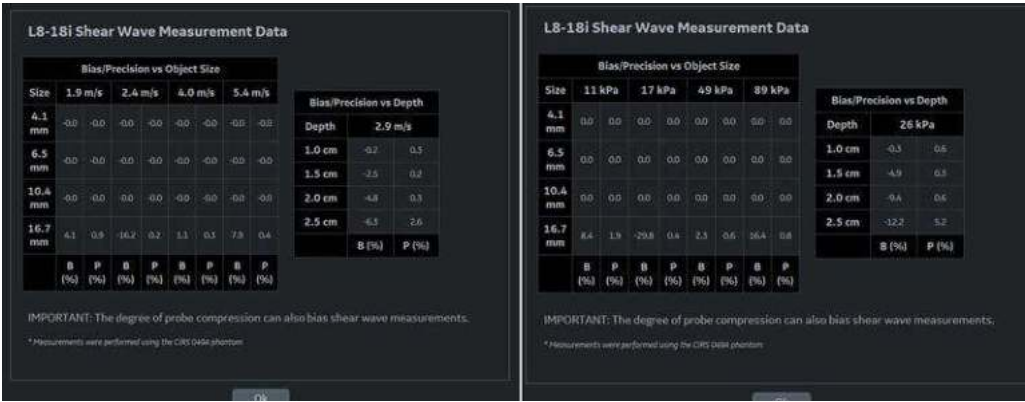 L8-18i Shear Wave Measurement Data
Bias/Precision vs Object Size
Size 1.9 m/s 2.4 m/s 4.0 m/s 5.4 m/s
4.1 mm -0.0 -0.0 -0.0 -0.0 -0.0 -0.0 -0.0 -0.0
6.5 mm -0.0 -0.0 -0.0 -0.0 -0.0 -0.0 -0.0 -0.0
10.4 mm -0.0 -0.0 -0.0 -0.0 -0.0 -0.0 -0.0 -0.0
16.7 mm 4.1 0.9 -16.2 0.2 1.1 0.3 7.9 0.4
B (%) P (%) B (%) P (%) B (%) P (%) B (%) P (%)
Bias/Precision vs Depth
Depth 2.9 m/s
1.0 cm -0.2 0.3
1.5 cm -2.5 0.2
2.0 cm -4.8 0.3
2.5 cm -6.3 2.6
B (%) P (%)
IMPORTANT: The degree of probe compression can also bias shear wave measurements.
* Measurements were performed using the CIRS 049A phantom
Ok
L8-18i Shear Wave Measurement Data
Bias/Precision vs Object Size
Size 11 kPa 17 kPa 49 kPa 89 kPa
4.1 mm 0.0 0.0 0.0 0.0 0.0 0.0 0.0 0.0
6.5 mm 0.0 0.0 0.0 0.0 0.0 0.0 0.0 0.0
10.4 mm 0.0 0.0 0.0 0.0 0.0 0.0 0.0 0.0
16.7 mm 8.4 1.9 -29.8 0.4 2.3 0.6 16.4 0.8
B (%) P (%) B (%) P (%) B (%) P (%) B (%) P (%)
Bias/Precision vs Depth
Depth 26 kPa
1.0 cm -0.3 0.6
1.5 cm -4.9 0.3
2.0 cm -9.4 0.6
2.5 cm -12.2 5.2
B (%) P (%)
IMPORTANT: The degree of probe compression can also bias shear wave measurements.
* Measurements were performed using the CIRS 049A phantom